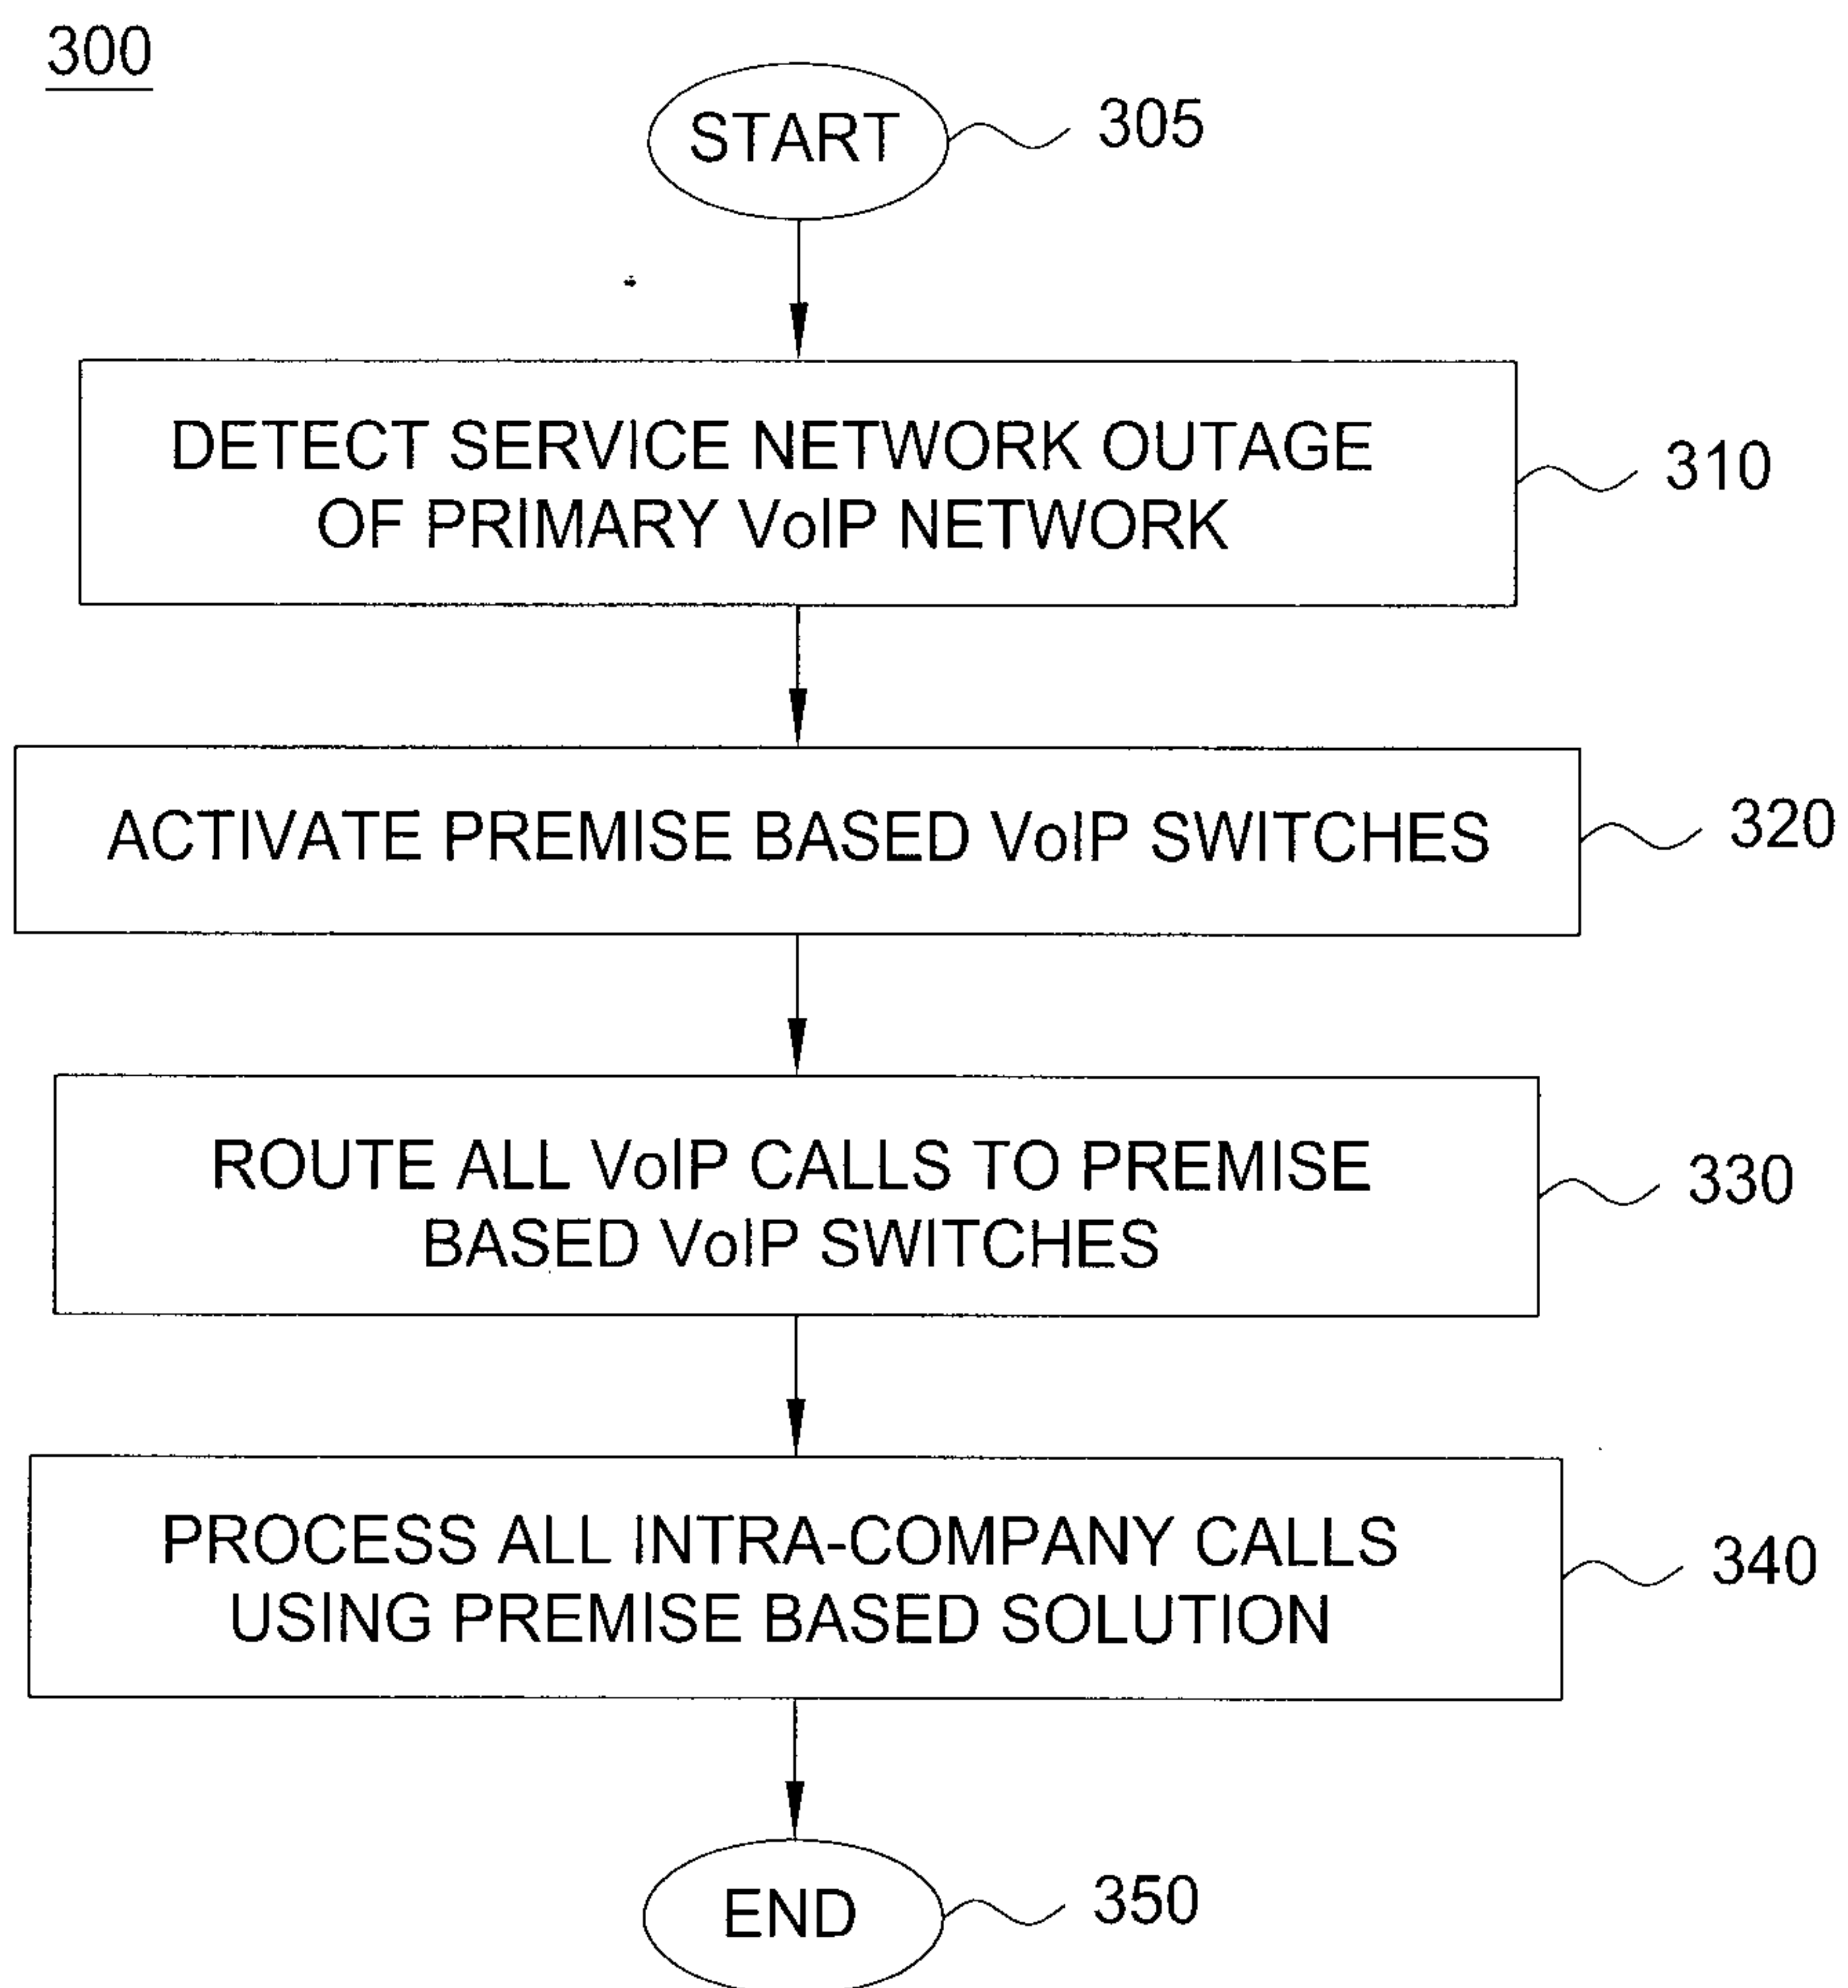 300
START
305
DETECT SERVICE NETWORK OUTAGE
OF PRIMARY VoIP NETWORK
310
ACTIVATE PREMISE BASED VoIP SWITCHES
320
ROUTE ALL VoIP CALLS TO PREMISE
BASED VoIP SWITCHES
330
PROCESS ALL INTRA-COMPANY CALLS
USING PREMISE BASED SOLUTION
340
END
350